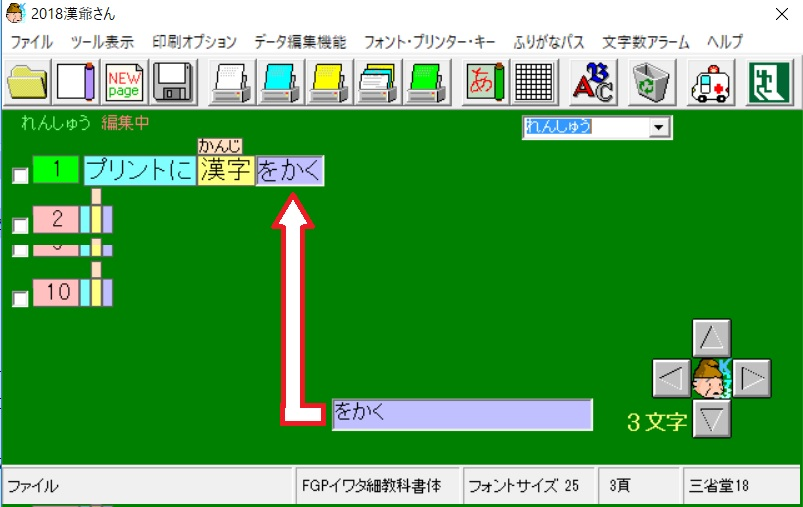 2018漢爺さん
ファイル ツール表示 印刷オプション データ編集機能 フォント・プリンター・キー ふりがなパス 文字数アラーム ヘルプ
NEW page あ ABC
れんしゅう 編集中 れんしゅう
かんじ
1 プリントに 漢字 をかく
2
10
をかく
3文字
ファイル FGPイワタ細教科書体 フォントサイズ 25 3頁 三省堂18